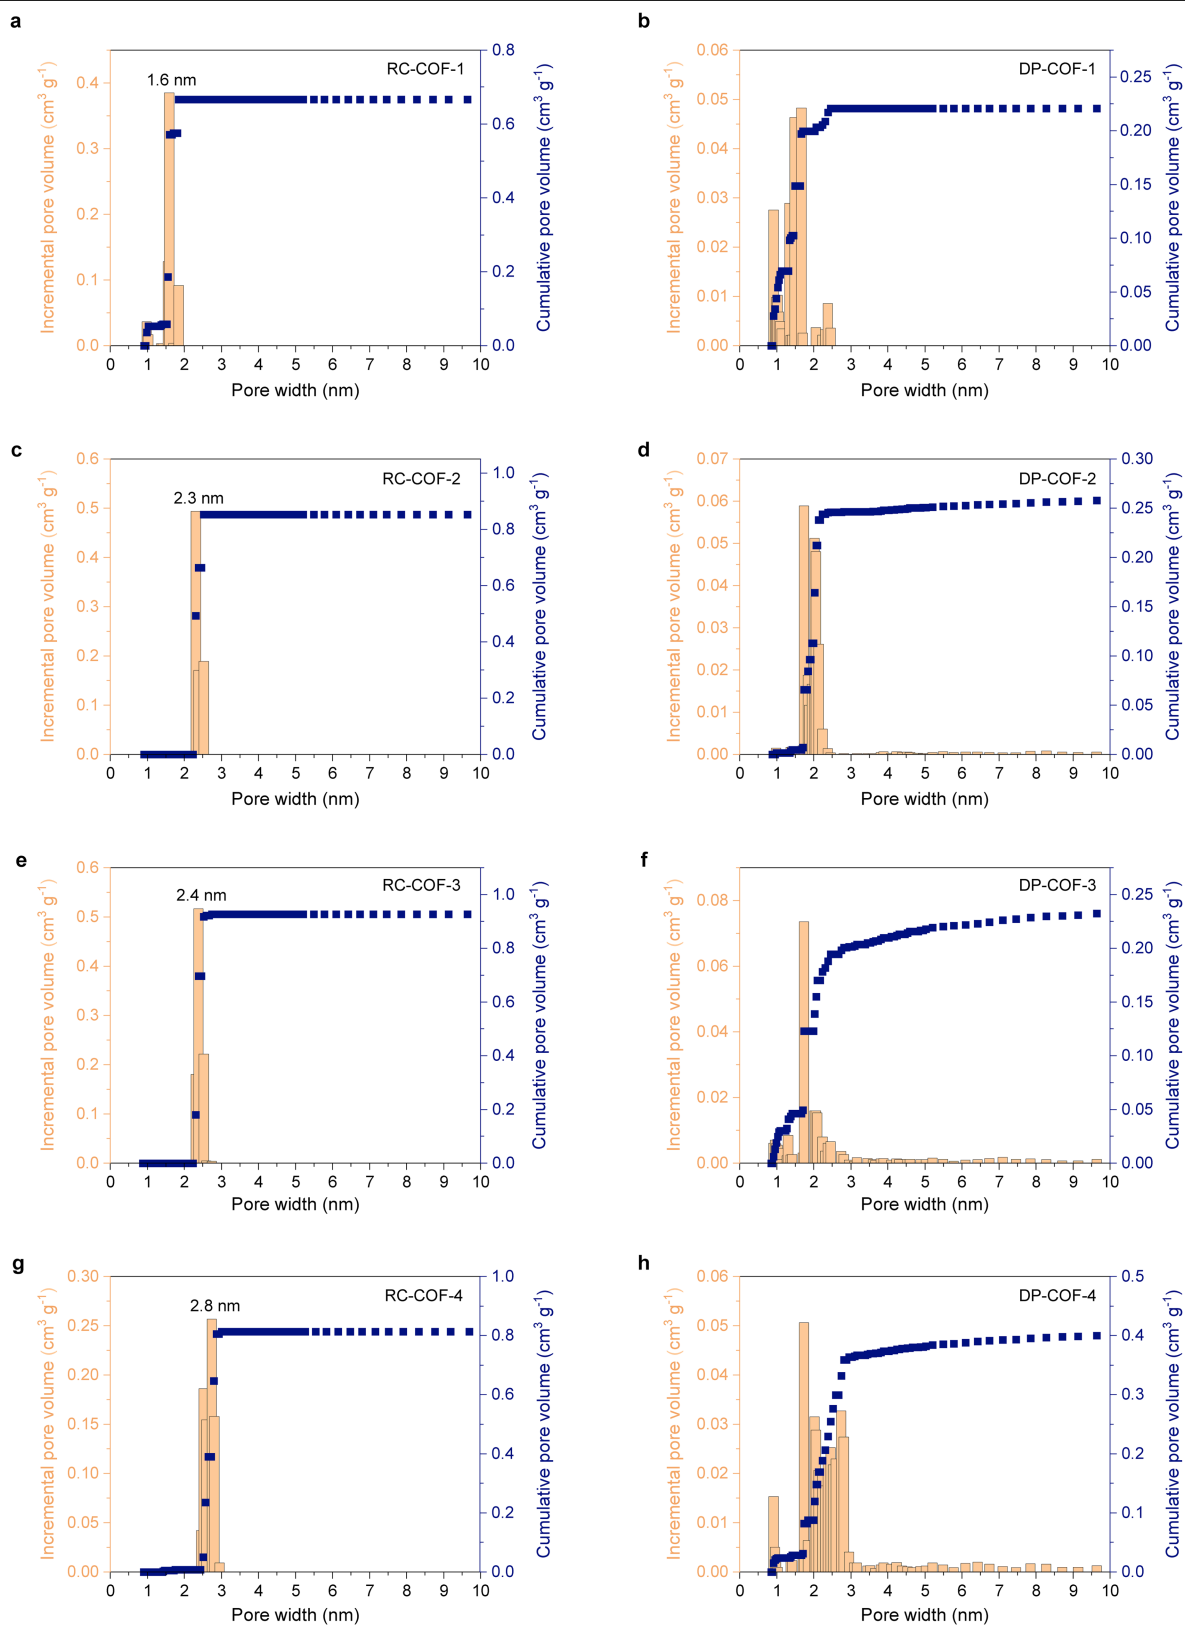 a
RC-COF-1
1.6 nm
Incremental pore volume (cm³ g⁻¹)
0.4
0.3
0.2
0.1
0.0
Cumulative pore volume (cm³ g⁻¹)
0.8
0.6
0.4
0.2
0.0
0 1 2 3 4 5 6 7 8 9 10
Pore width (nm)
b
DP-COF-1
Incremental pore volume (cm³ g⁻¹)
0.06
0.05
0.04
0.03
0.02
0.01
0.00
Cumulative pore volume (cm³ g⁻¹)
0.25
0.20
0.15
0.10
0.05
0.00
0 1 2 3 4 5 6 7 8 9 10
Pore width (nm)
c
RC-COF-2
2.3 nm
Incremental pore volume (cm³ g⁻¹)
0.6
0.5
0.4
0.3
0.2
0.1
0.0
Cumulative pore volume (cm³ g⁻¹)
1.0
0.8
0.6
0.4
0.2
0.0
0 1 2 3 4 5 6 7 8 9 10
Pore width (nm)
d
DP-COF-2
Incremental pore volume (cm³ g⁻¹)
0.07
0.06
0.05
0.04
0.03
0.02
0.01
0.00
Cumulative pore volume (cm³ g⁻¹)
0.30
0.25
0.20
0.15
0.10
0.05
0.00
0 1 2 3 4 5 6 7 8 9 10
Pore width (nm)
e
RC-COF-3
2.4 nm
Incremental pore volume (cm³ g⁻¹)
0.6
0.5
0.4
0.3
0.2
0.1
0.0
Cumulative pore volume (cm³ g⁻¹)
1.0
0.8
0.6
0.4
0.2
0.0
0 1 2 3 4 5 6 7 8 9 10
Pore width (nm)
f
DP-COF-3
Incremental pore volume (cm³ g⁻¹)
0.08
0.06
0.04
0.02
0.00
Cumulative pore volume (cm³ g⁻¹)
0.25
0.20
0.15
0.10
0.05
0.00
0 1 2 3 4 5 6 7 8 9 10
Pore width (nm)
g
RC-COF-4
2.8 nm
Incremental pore volume (cm³ g⁻¹)
0.30
0.25
0.20
0.15
0.10
0.05
0.00
Cumulative pore volume (cm³ g⁻¹)
1.0
0.8
0.6
0.4
0.2
0.0
0 1 2 3 4 5 6 7 8 9 10
Pore width (nm)
h
DP-COF-4
Incremental pore volume (cm³ g⁻¹)
0.06
0.05
0.04
0.03
0.02
0.01
0.00
Cumulative pore volume (cm³ g⁻¹)
0.5
0.4
0.3
0.2
0.1
0.0
0 1 2 3 4 5 6 7 8 9 10
Pore width (nm)